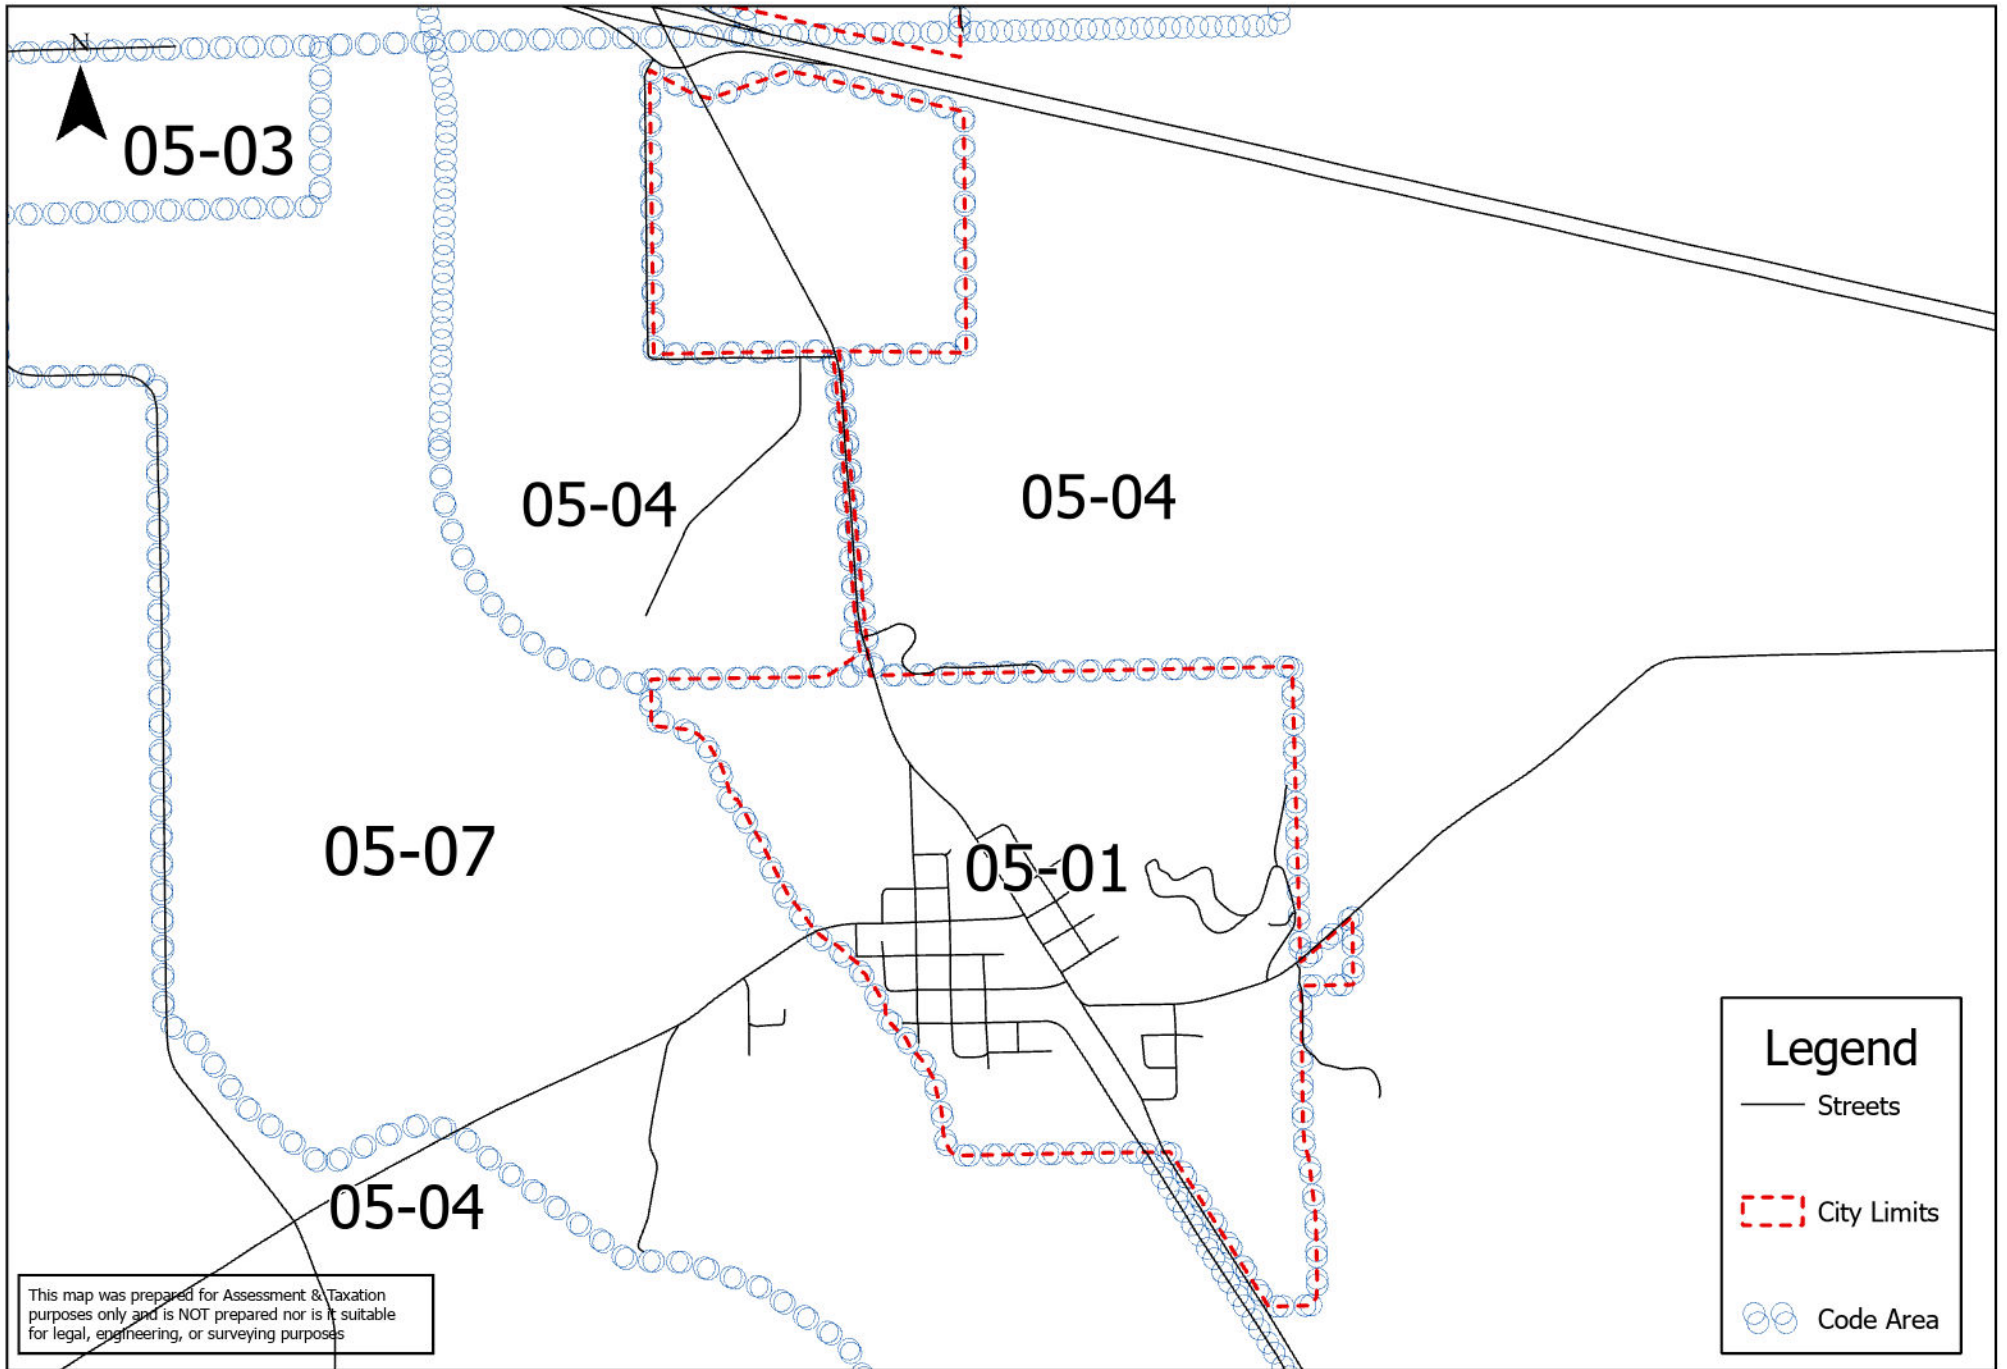 N
05-03
05-04
05-04
05-07
05-01
05-04
Legend
Streets
City Limits
Code Area
This map was prepared for Assessment & Taxation
purposes only and is NOT prepared nor is it suitable
for legal, engineering, or surveying purposes